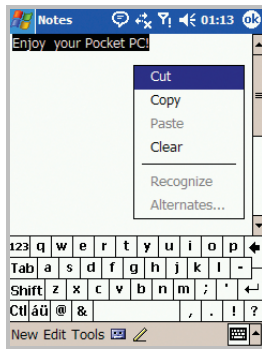 Notes 01:13 ok
Enjoy your Pocket PC!
Cut
Copy
Paste
Clear
Recognize
Alternates...
123 q w e r t y u i o p
Tab a s d f g h j k l -
Shift z x c v b n m ; '
Ctl áü @ & , . ! ?
New Edit Tools